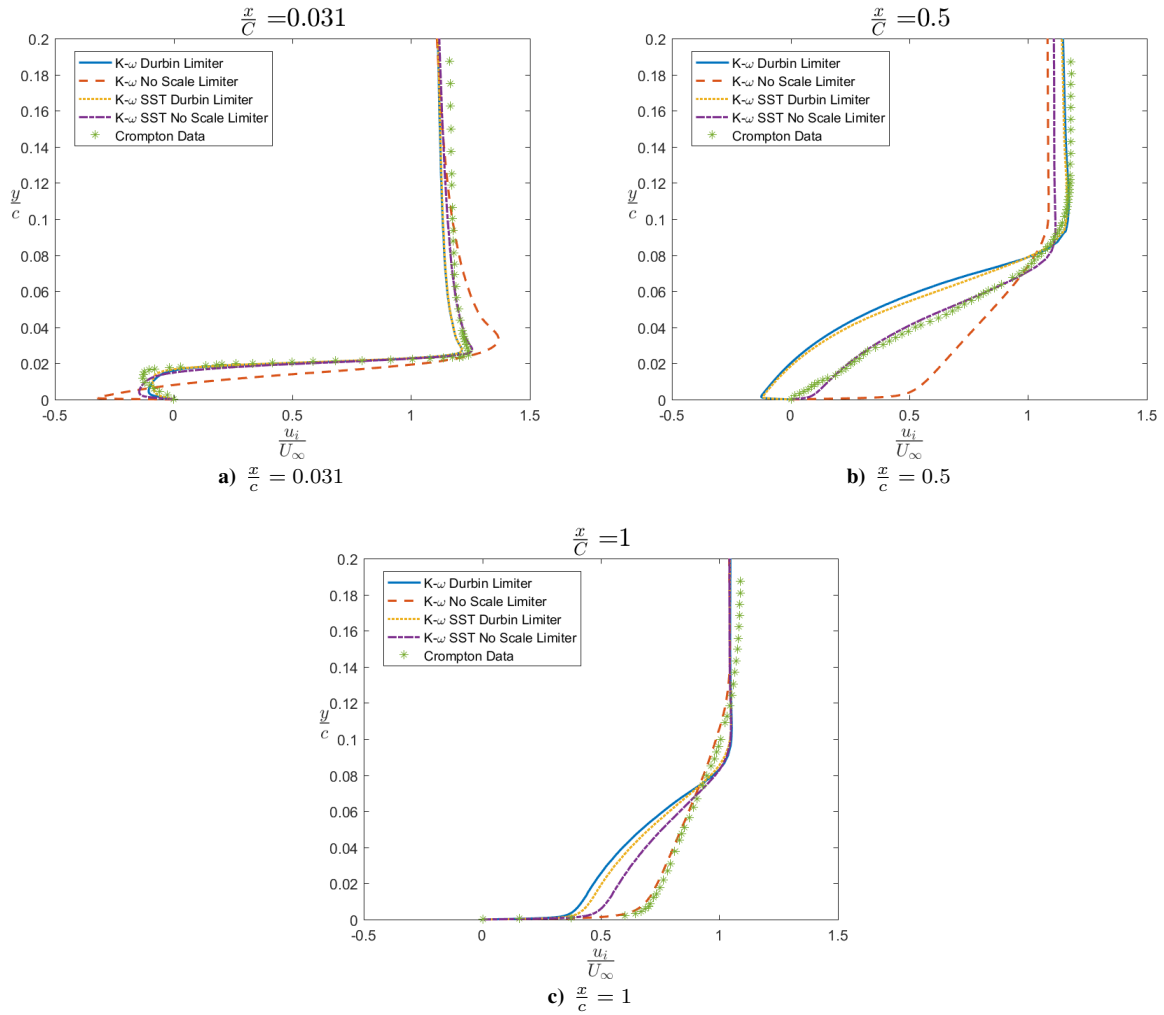 x/C =0.031
0.2
0.18
0.16
0.14
0.12
0.1
0.08
0.06
0.04
0.02
0
y/c
K-ω Durbin Limiter
K-ω No Scale Limiter
K-ω SST Durbin Limiter
K-ω SST No Scale Limiter
Crompton Data
-0.5 0 0.5 1 1.5
u_i/U_∞
a) x/c = 0.031
x/C =0.5
0.2
0.18
0.16
0.14
0.12
0.1
0.08
0.06
0.04
0.02
0
y/c
K-ω Durbin Limiter
K-ω No Scale Limiter
K-ω SST Durbin Limiter
K-ω SST No Scale Limiter
Crompton Data
-0.5 0 0.5 1 1.5
u_i/U_∞
b) x/c = 0.5
x/C =1
0.2
0.18
0.16
0.14
0.12
0.1
0.08
0.06
0.04
0.02
0
y/c
K-ω Durbin Limiter
K-ω No Scale Limiter
K-ω SST Durbin Limiter
K-ω SST No Scale Limiter
Crompton Data
-0.5 0 0.5 1 1.5
u_i/U_∞
c) x/c = 1